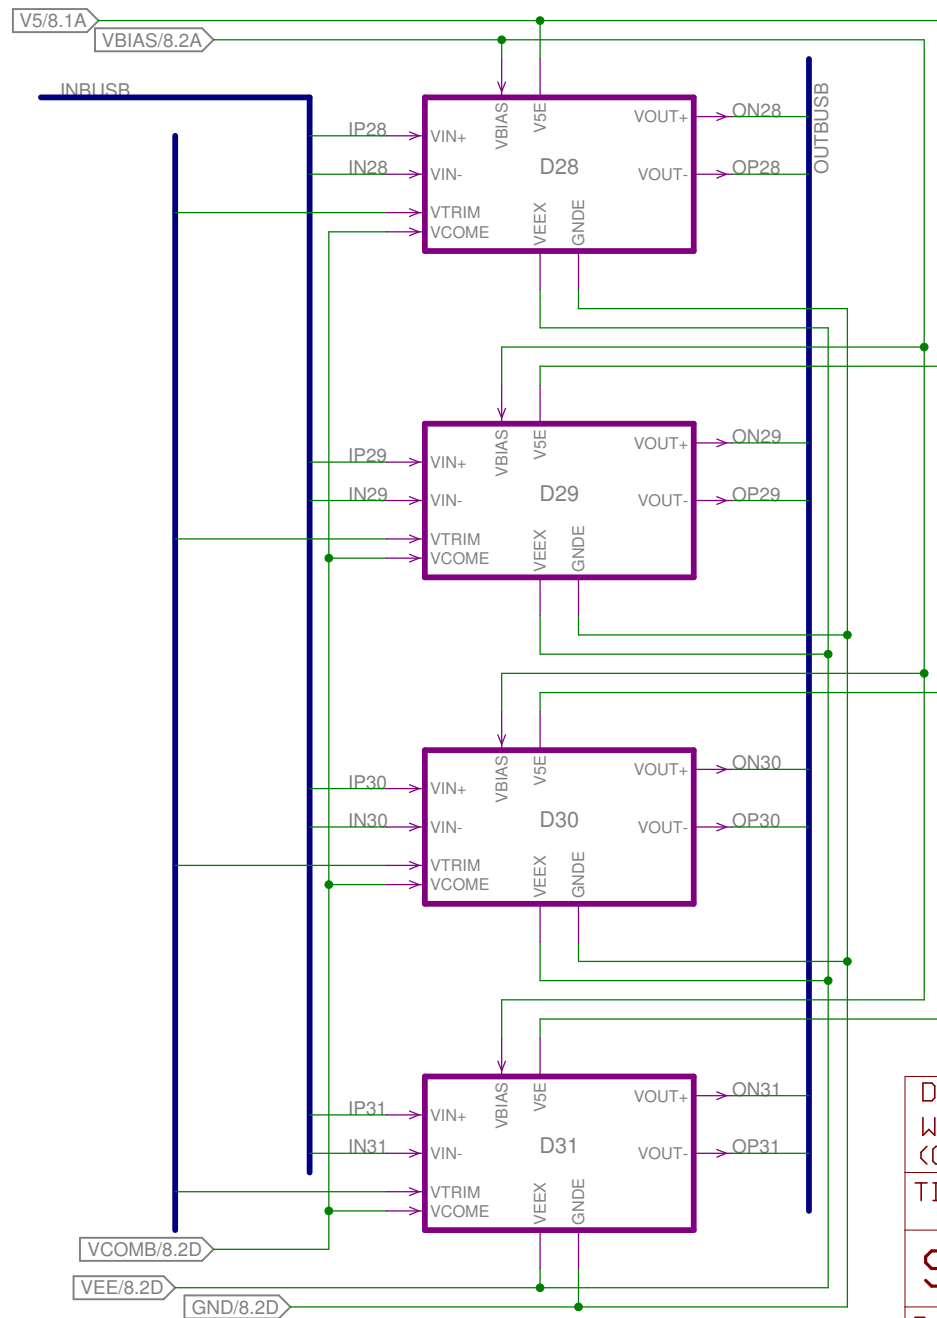 V5/8.1A
VBIAS/8.2A
INBUSB
OUTBUSB
VBIAS
V5E
VOUT+
ON28
IP28
VIN+
D28
IN28
VIN-
VOUT-
OP28
VTRIM
VCOME
VEEX
GNDE
VBIAS
V5E
VOUT+
ON29
IP29
VIN+
D29
IN29
VIN-
VOUT-
OP29
VTRIM
VCOME
VEEX
GNDE
VBIAS
V5E
VOUT+
ON30
IP30
VIN+
D30
IN30
VIN-
VOUT-
OP30
VTRIM
VCOME
VEEX
GNDE
VBIAS
V5E
VOUT+
ON31
IP31
VIN+
D31
IN31
VIN-
VOUT-
OP31
VTRIM
VCOME
VEEX
GNDE
VCOMB/8.2D
VEE/8.2D
GND/8.2D